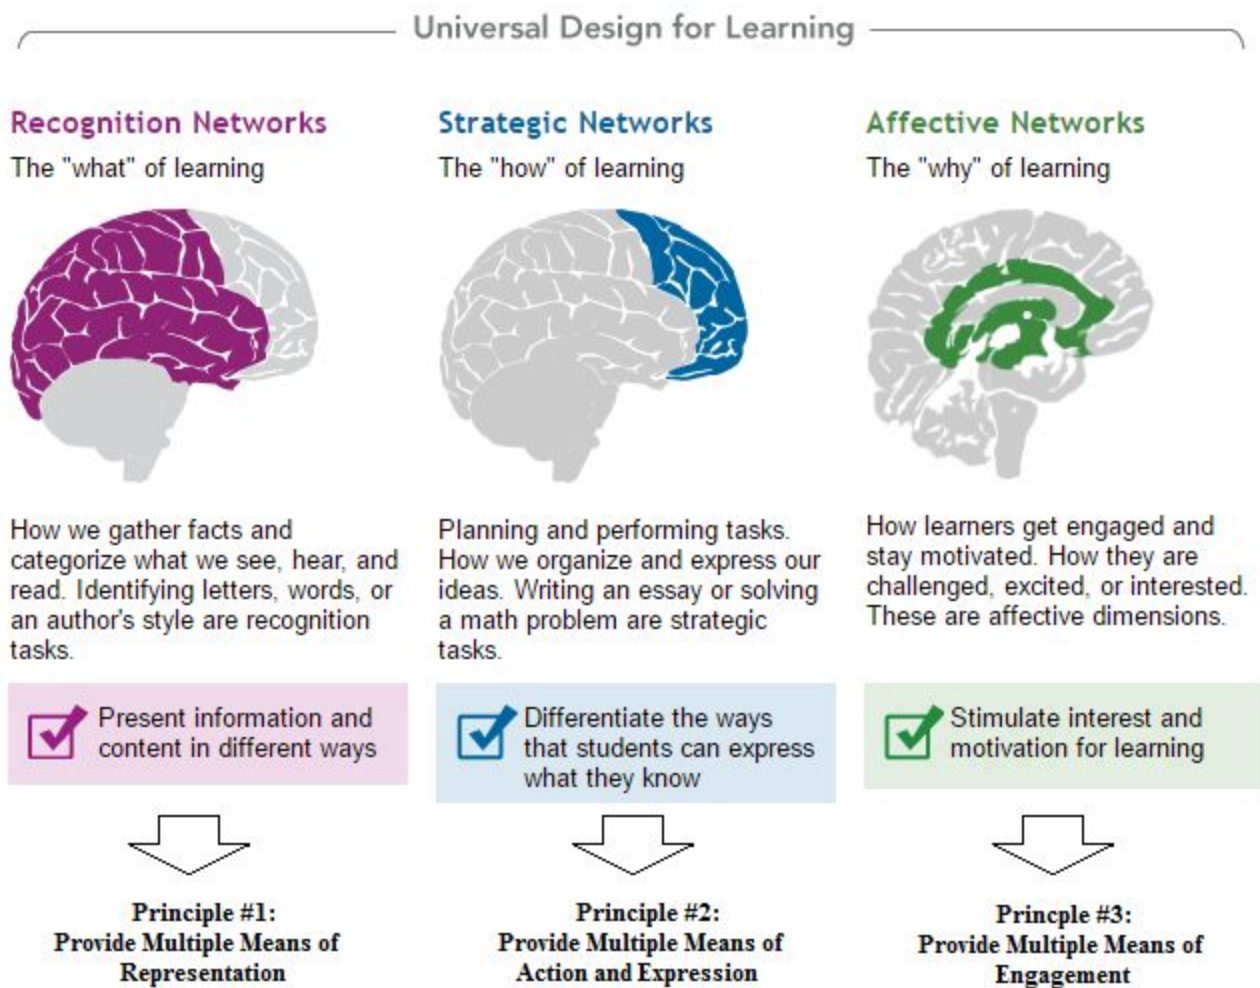 Universal Design for Learning
Recognition Networks
The "what" of learning
How we gather facts and
categorize what we see, hear, and
read. Identifying letters, words, or
an author's style are recognition
tasks.
Present information and
content in different ways
Principle #1:
Provide Multiple Means of
Representation
Strategic Networks
The "how" of learning
Planning and performing tasks.
How we organize and express our
ideas. Writing an essay or solving
a math problem are strategic
tasks.
Differentiate the ways
that students can express
what they know
Principle #2:
Provide Multiple Means of
Action and Expression
Affective Networks
The "why" of learning
How learners get engaged and
stay motivated. How they are
challenged, excited, or interested.
These are affective dimensions.
Stimulate interest and
motivation for learning
Princple #3:
Provide Multiple Means of
Engagement